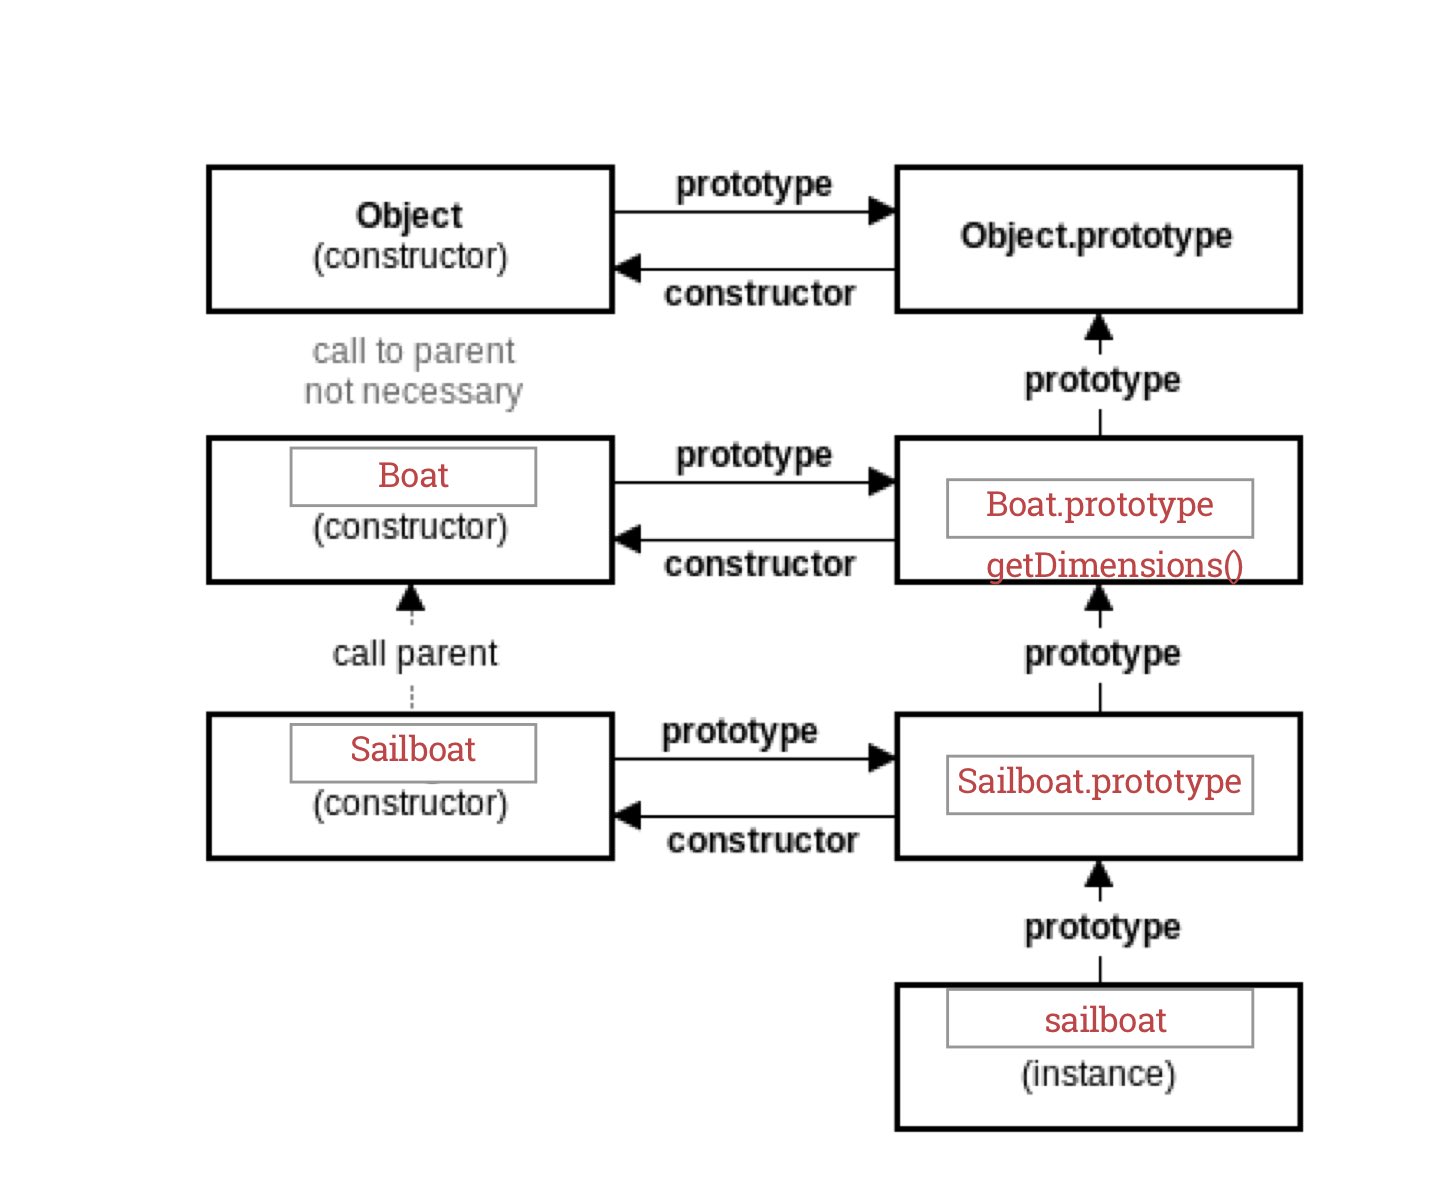 prototype
Object
(constructor)
Object.prototype
constructor
call to parent
not necessary
prototype
prototype
Boat
(constructor)
Boat.prototype
getDimensions()
constructor
call parent
prototype
prototype
Sailboat
(constructor)
Sailboat.prototype
constructor
prototype
sailboat
(instance)